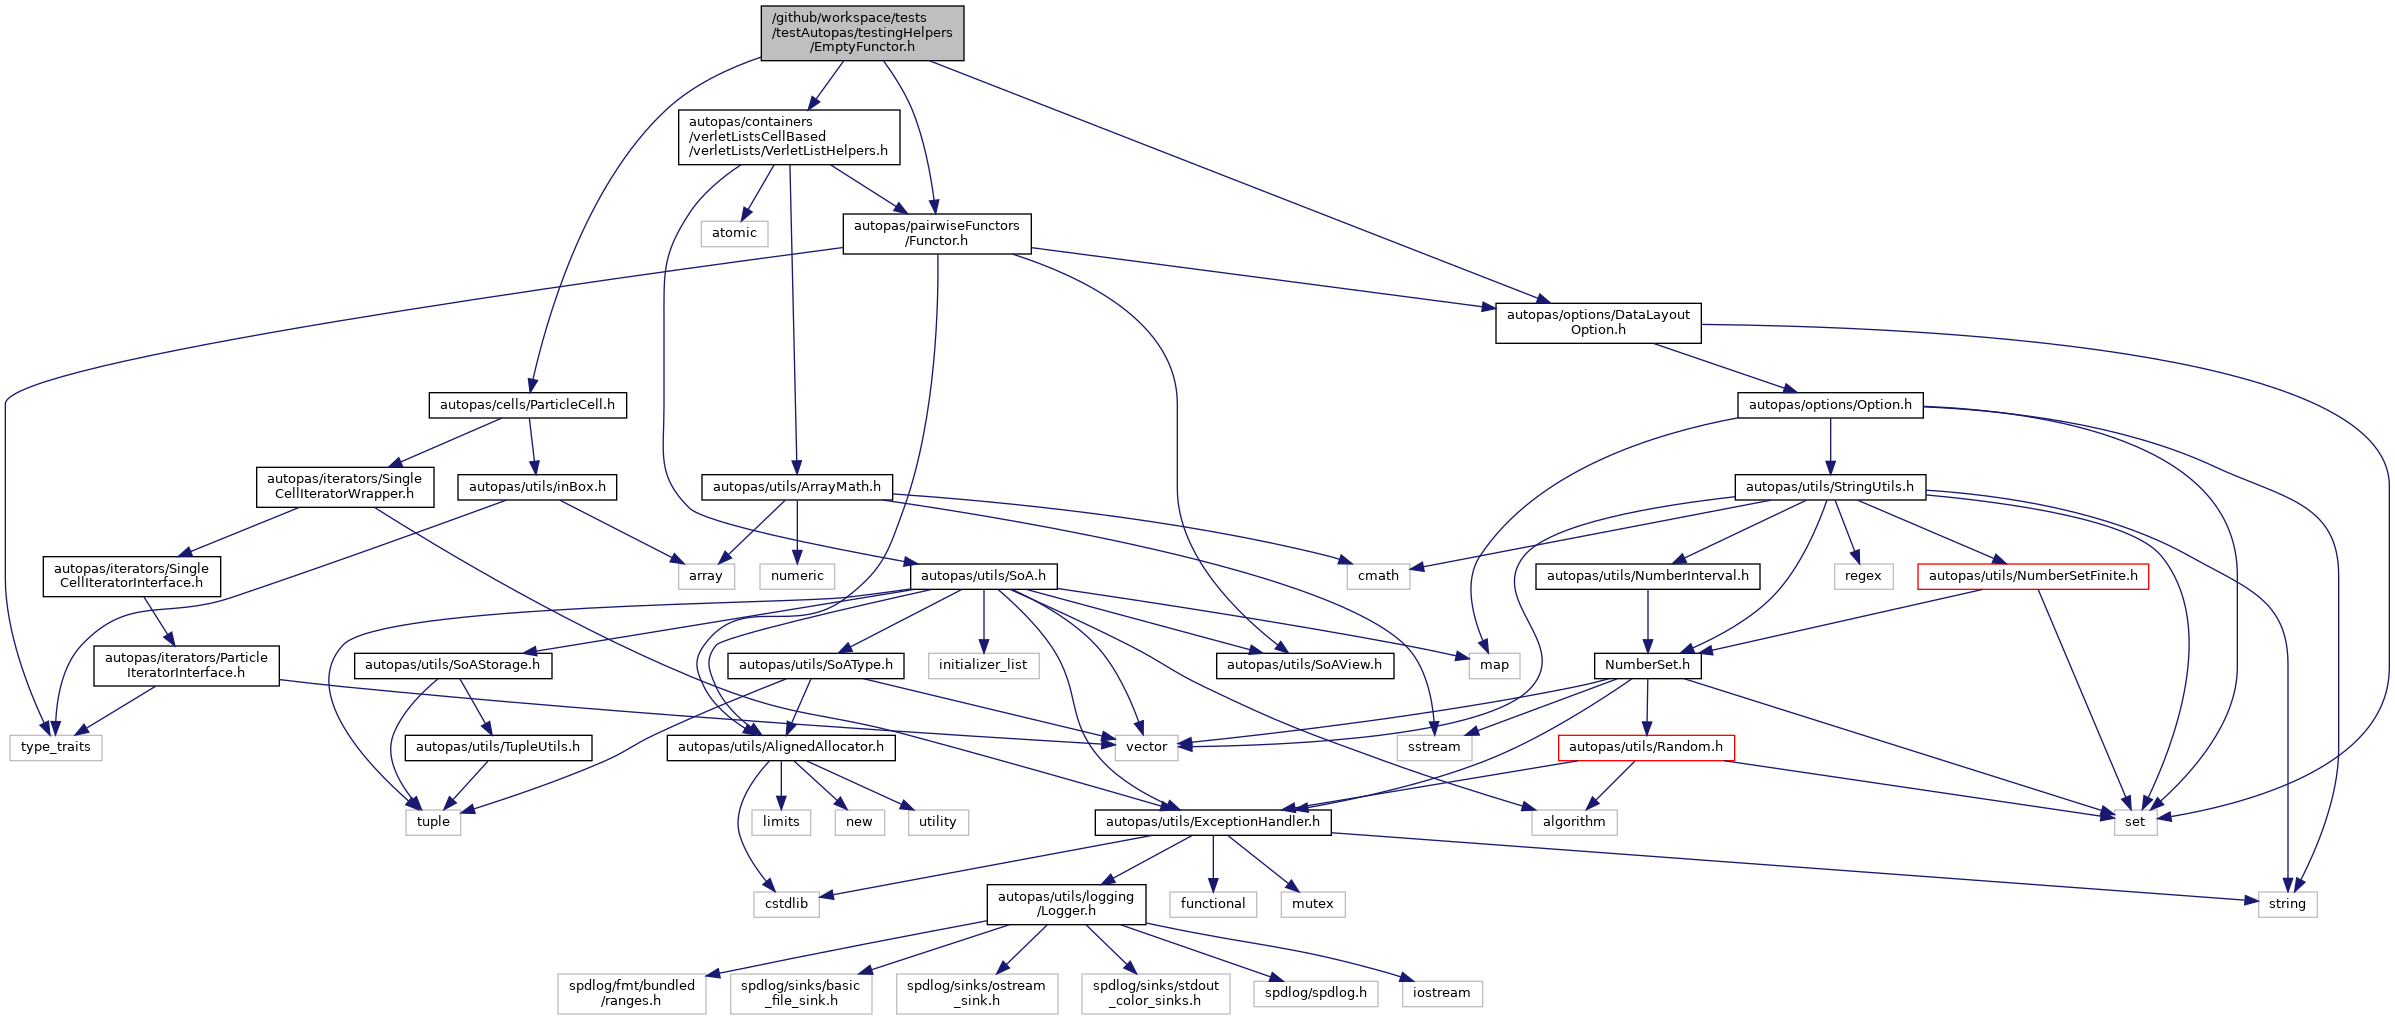 /github/workspace/tests
/testAutopas/testingHelpers
/EmptyFunctor.h
autopas/containers
/verletListsCellBased
/verletLists/VerletListHelpers.h
atomic
autopas/pairwiseFunctors
/Functor.h
autopas/options/DataLayout
Option.h
autopas/cells/ParticleCell.h
autopas/options/Option.h
autopas/iterators/Single
CellIteratorWrapper.h
autopas/utils/inBox.h
autopas/utils/ArrayMath.h
autopas/utils/StringUtils.h
autopas/iterators/Single
CellIteratorInterface.h
array
numeric
autopas/utils/SoA.h
cmath
autopas/utils/NumberInterval.h
regex
autopas/utils/NumberSetFinite.h
autopas/iterators/Particle
IteratorInterface.h
autopas/utils/SoAStorage.h
autopas/utils/SoAType.h
initializer_list
autopas/utils/SoAView.h
map
NumberSet.h
type_traits
autopas/utils/TupleUtils.h
autopas/utils/AlignedAllocator.h
vector
sstream
autopas/utils/Random.h
tuple
limits
new
utility
autopas/utils/ExceptionHandler.h
algorithm
set
cstdlib
autopas/utils/logging
/Logger.h
functional
mutex
string
spdlog/fmt/bundled
/ranges.h
spdlog/sinks/basic
_file_sink.h
spdlog/sinks/ostream
_sink.h
spdlog/sinks/stdout
_color_sinks.h
spdlog/spdlog.h
iostream